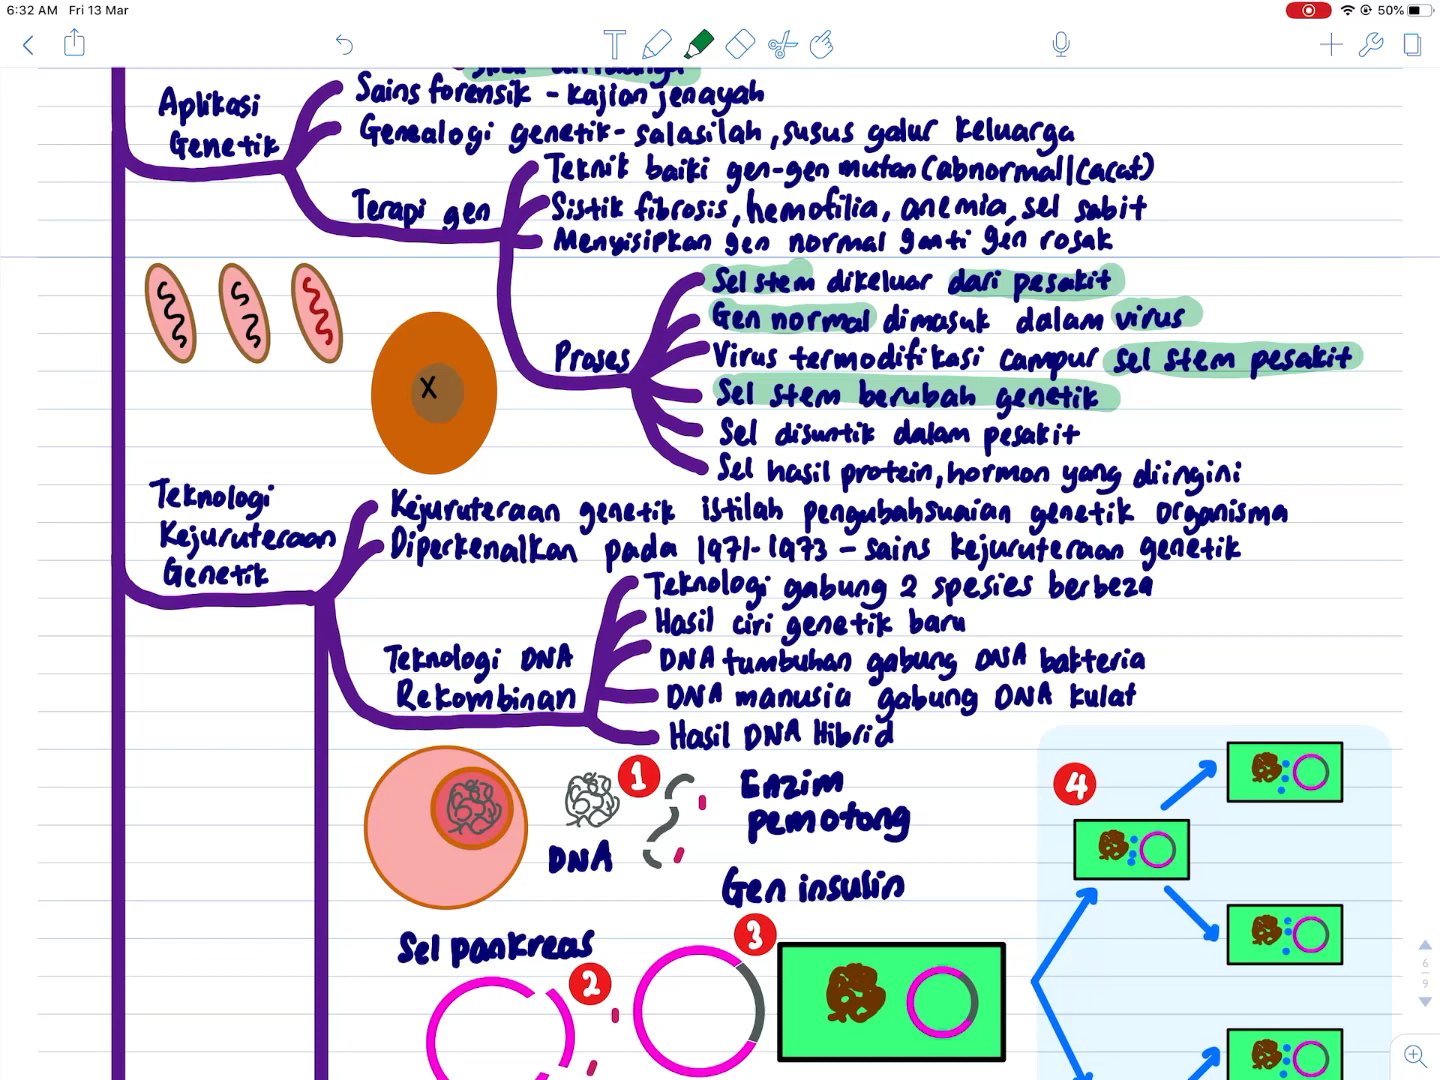 6:32 AM Fri 13 Mar
50%
Aplikasi
Genetik
Sains forensik - kajian jenayah
Genealogi genetik - salasilah, susus galur keluarga
Terapi gen
Teknik baiki gen-gen mutan (abnormal/cacat)
Sistik fibrosis, hemofilia, anemia, sel sabit
Menyisipkan gen normal ganti gen rosak
Proses
Sel stem dikeluar dari pesakit
Gen normal dimasuk dalam virus
Virus termodifikasi campur sel stem pesakit
Sel stem berubah genetik
Sel disuntik dalam pesakit
Sel hasil protein, hormon yang diingini
X
Teknologi
Kejuruteraan
Genetik
Kejuruteraan genetik istilah pengubahsuaian genetik organisma
Diperkenalkan pada 1971-1973 - sains kejuruteraan genetik
Teknologi DNA
Rekombinan
Teknologi gabung 2 spesies berbeza
Hasil ciri genetik baru
DNA tumbuhan gabung DNA bakteria
DNA manusia gabung DNA kulat
Hasil DNA Hibrid
1
DNA
Enzim
pemotong
Gen insulin
Sel pankreas
2
3
4
6
9